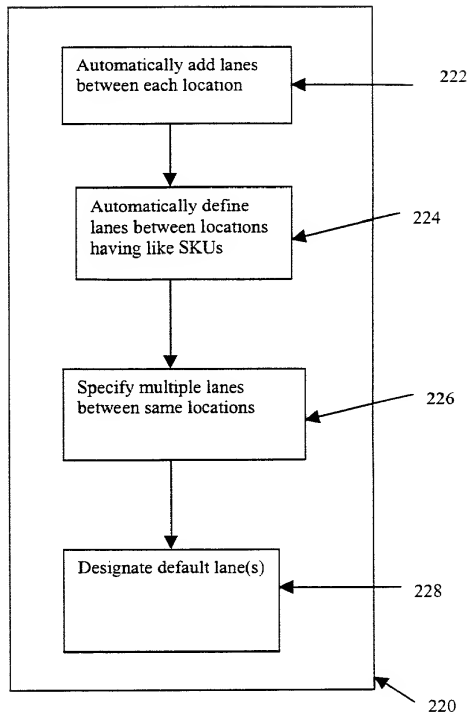 Automatically add lanes
between each location
222
Automatically define
lanes between locations
having like SKUs
224
Specify multiple lanes
between same locations
226
Designate default lane(s)
228
220